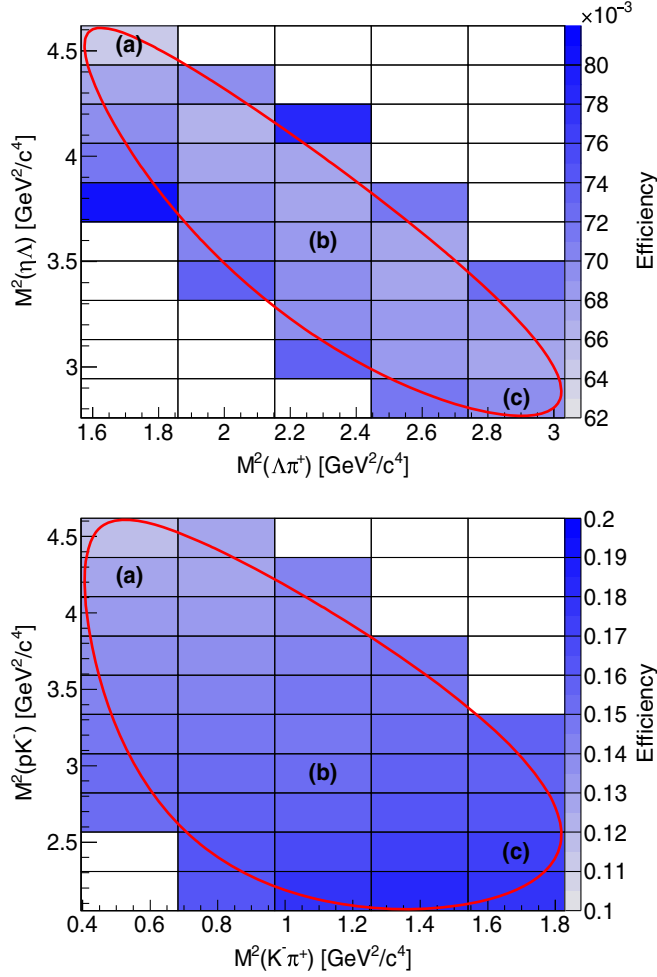 ×10⁻³
(a)
(b)
(c)
4.5
4
3.5
3
M²(ηΛ) [GeV²/c⁴]
1.6 1.8 2 2.2 2.4 2.6 2.8 3
M²(Λπ⁺) [GeV²/c⁴]
80
78
76
74
72
70
68
66
64
62
Efficiency
(a)
(b)
(c)
4.5
4
3.5
3
2.5
M²(pK⁻) [GeV²/c⁴]
0.4 0.6 0.8 1 1.2 1.4 1.6 1.8
M²(K⁻π⁺) [GeV²/c⁴]
0.2
0.19
0.18
0.17
0.16
0.15
0.14
0.13
0.12
0.11
0.1
Efficiency